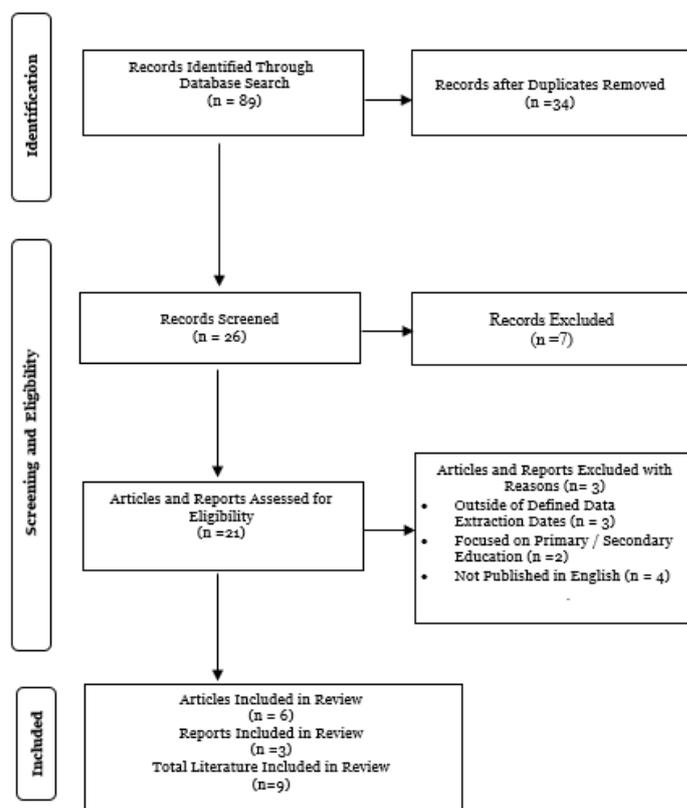 Identification
Records Identified Through
Database Search
(n = 89)
Records after Duplicates Removed
(n =34)
Screening and Eligibility
Records Screened
(n = 26)
Records Excluded
(n =7)
Articles and Reports Assessed for
Eligibility
(n =21)
Articles and Reports Excluded with
Reasons (n= 3)
• Outside of Defined Data
Extraction Dates (n = 3)
• Focused on Primary / Secondary
Education (n =2)
• Not Published in English (n = 4)
.
Included
Articles Included in Review
(n = 6)
Reports Included in Review
(n =3)
Total Literature Included in Review
(n=9)